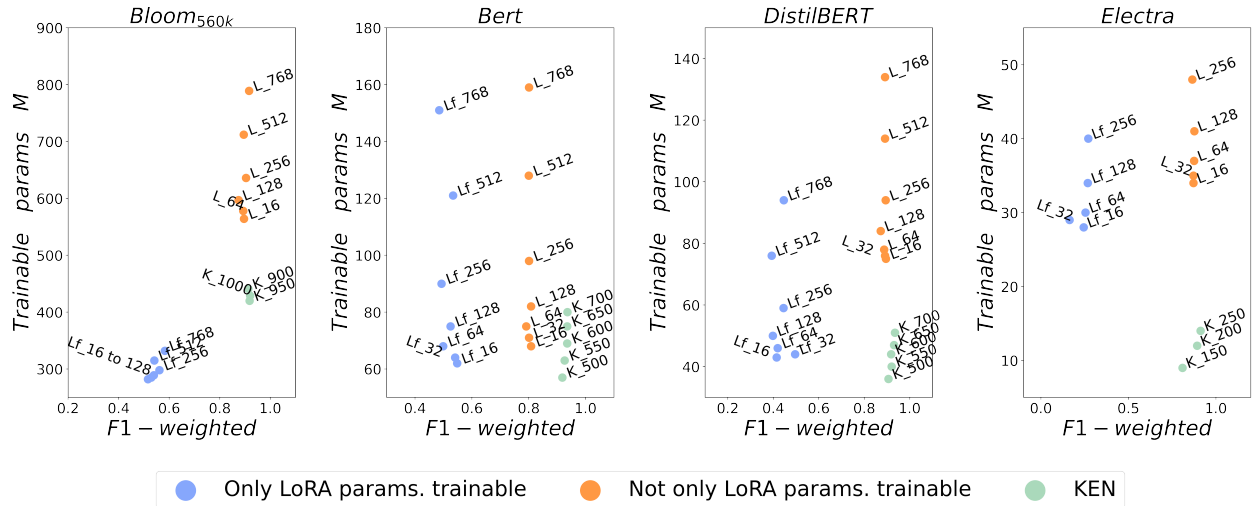 Bloom560k
Trainable params M
900
800
700
600
500
400
300
L_768
L_512
L_256
L_128
L_64
L_16
K_900
K_1000
K_950
Lf_768
Lf_512
Lf_16 to 128
Lf_256
0.2 0.4 0.6 0.8 1.0
F1 − weighted
Bert
Trainable params M
180
160
140
120
100
80
60
Lf_768
L_768
Lf_512
L_512
Lf_256
L_256
Lf_128
L_128
K_700
Lf_64
L_64
K_650
Lf_32
L_32
K_600
Lf_16
L_16
K_550
K_500
0.4 0.6 0.8 1.0
F1 − weighted
DistilBERT
Trainable params M
140
120
100
80
60
40
L_768
L_512
Lf_768
L_256
Lf_512
L_128
L_32
L_64
L_16
Lf_256
Lf_128
K_700
Lf_64
K_650
Lf_16
Lf_32
K_600
K_550
K_500
0.2 0.4 0.6 0.8 1.0
F1 − weighted
Electra
Trainable params M
50
40
30
20
10
L_256
Lf_256
L_128
Lf_128
L_64
L_32
L_16
Lf_64
Lf_32
Lf_16
K_250
K_200
K_150
0.0 0.5 1.0
F1 − weighted
Only LoRA params. trainable
Not only LoRA params. trainable
KEN